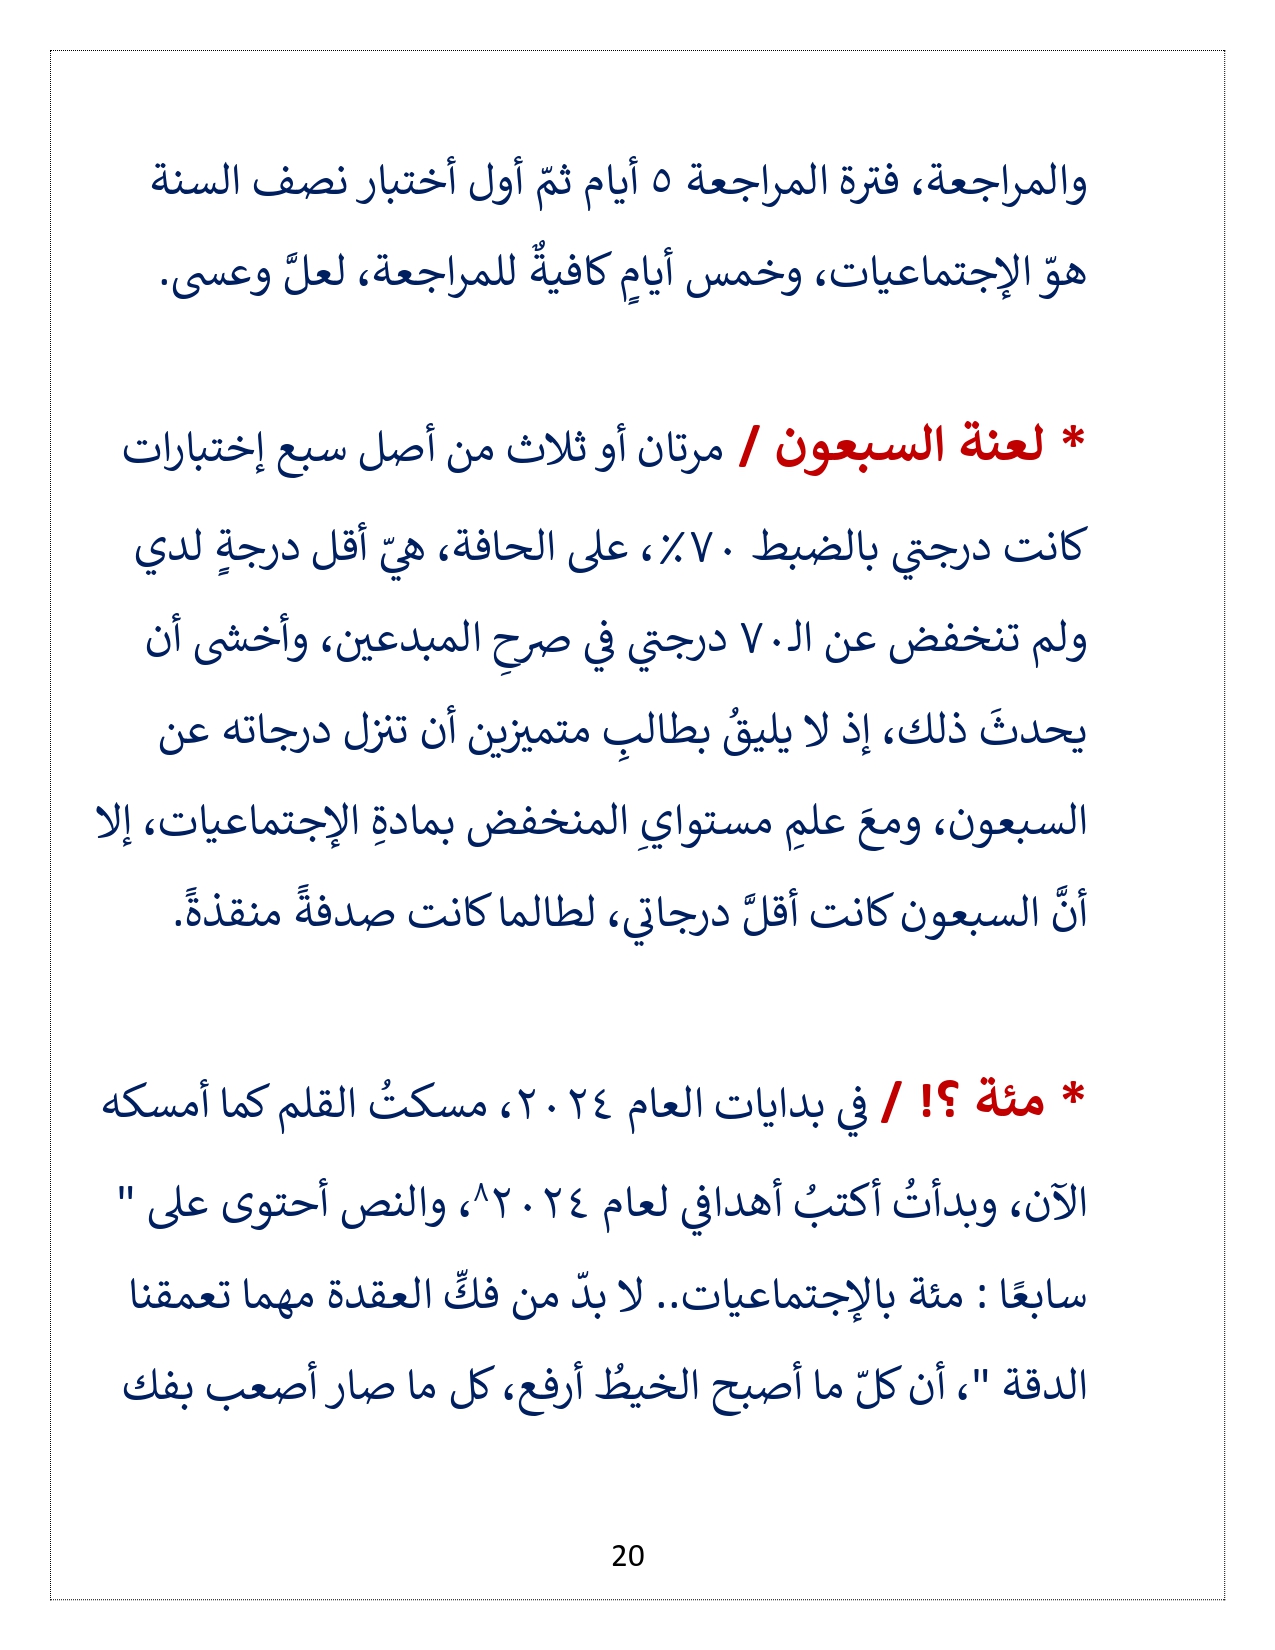 والمراجعة، فترة المراجعة ٥ أيام ثمّ أول أختبار نصف السنة
هوّ الإجتماعيات، وخمس أيامٍ كافيةٌ للمراجعة، لعلَّ وعسى.
* لعنة السبعون / مرتان أو ثلاث من أصل سبع إختبارات
كانت درجتي بالضبط ٧٠٪، على الحافة، هيّ أقل درجةٍ لدي
ولم تنخفض عن الـ٧٠ درجتي في صرحِ المبدعين، وأخشى أن
يحدثَ ذلك، إذ لا يليقُ بطالبِ متميزين أن تنزل درجاته عن
السبعون، ومعَ علمِ مستوايِ المنخفض بمادةِ الإجتماعيات، إلا
أنَّ السبعون كانت أقلَّ درجاتي، لطالما كانت صدفةً منقذةً.
* مئة ؟! / في بدايات العام ٢٠٢٤، مسكتُ القلم كما أمسكه
الآن، وبدأتُ أكتبُ أهدافي لعام ٢٠٢٤⁸، والنص أحتوى على "
سابعًا : مئة بالإجتماعيات.. لا بدّ من فكِّ العقدة مهما تعمقنا
الدقة "، أن كلّ ما أصبح الخيطُ أرفع، كل ما صار أصعب بفك
20